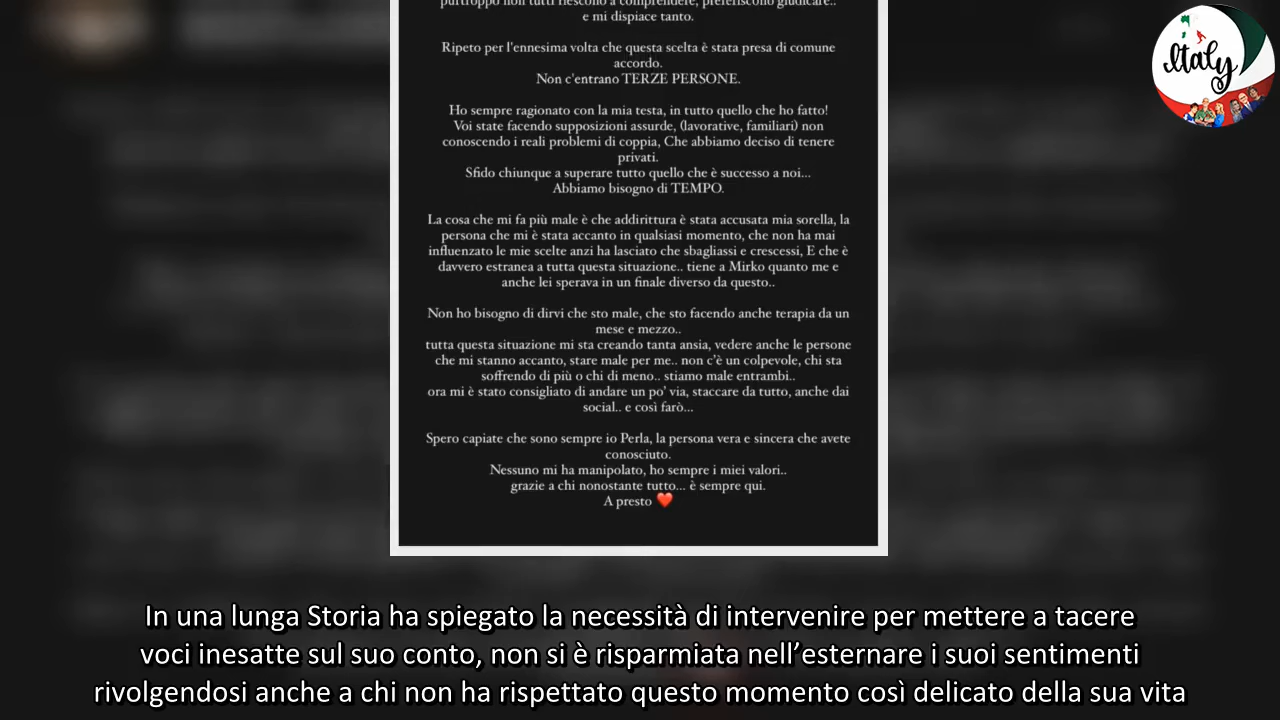 purtroppo non tutti riescono a comprendere, preferiscono giudicare..
e mi dispiace tanto.
Ripeto per l'ennesima volta che questa scelta è stata presa di comune
accordo.
Non c'entrano TERZE PERSONE.
Ho sempre ragionato con la mia testa, in tutto quello che ho fatto!
Voi state facendo supposizioni assurde, (lavorative, familiari) non
conoscendo i reali problemi di coppia, Che abbiamo deciso di tenere
privati.
Sfido chiunque a superare tutto quello che è successo a noi...
Abbiamo bisogno di TEMPO.
La cosa che mi fa più male è che addirittura è stata accusata mia sorella, la
persona che mi è stata accanto in qualsiasi momento, che non ha mai
influenzato le mie scelte anzi ha lasciato che sbagliassi e crescessi, E che è
davvero estranea a tutta questa situazione.. tiene a Mirko quanto me e
anche lei sperava in un finale diverso da questo..
Non ho bisogno di dirvi che sto male, che sto facendo anche terapia da un
mese e mezzo..
tutta questa situazione mi sta creando tanta ansia, vedere anche le persone
che mi stanno accanto, stare male per me.. non c'è un colpevole, chi sta
soffrendo di più o chi di meno.. stiamo male entrambi..
ora mi è stato consigliato di andare un po' via, staccare da tutto, anche dai
social.. e così farò...
Spero capiate che sono sempre io Perla, la persona vera e sincera che avete
conosciuto.
Nessuno mi ha manipolato, ho sempre i miei valori..
grazie a chi nonostante tutto... è sempre qui.
A presto ❤️
Italy
In una lunga Storia ha spiegato la necessità di intervenire per mettere a tacere
voci inesatte sul suo conto, non si è risparmiata nell’esternare i suoi sentimenti
rivolgendosi anche a chi non ha rispettato questo momento così delicato della sua vita